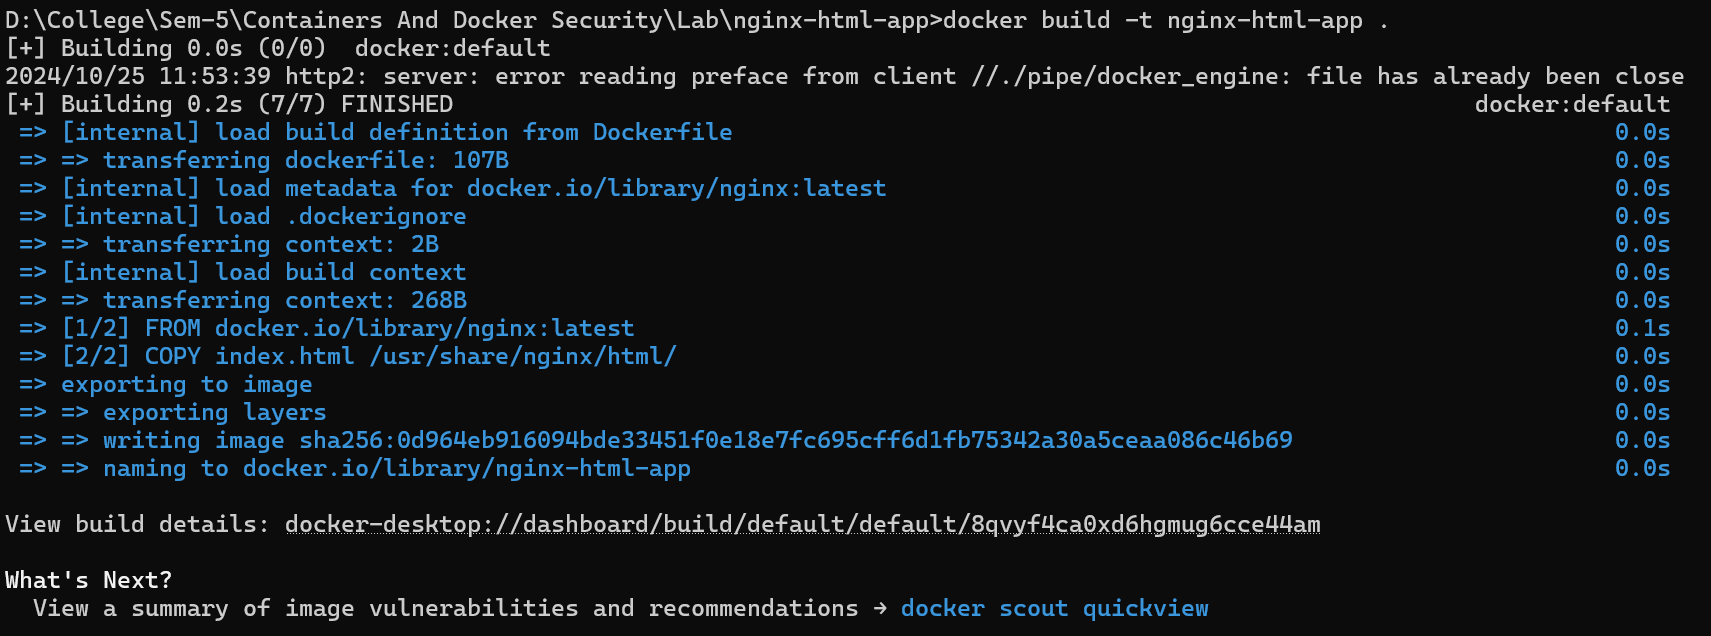 D:\College\Sem-5\Containers And Docker Security\Lab\nginx-html-app>docker build -t nginx-html-app .
[+] Building 0.0s (0/0)  docker:default
2024/10/25 11:53:39 http2: server: error reading preface from client //./pipe/docker_engine: file has already been close
[+] Building 0.2s (7/7) FINISHED docker:default
=> [internal] load build definition from Dockerfile 0.0s
=> => transferring dockerfile: 107B 0.0s
=> [internal] load metadata for docker.io/library/nginx:latest 0.0s
=> [internal] load .dockerignore 0.0s
=> => transferring context: 2B 0.0s
=> [internal] load build context 0.0s
=> => transferring context: 268B 0.0s
=> [1/2] FROM docker.io/library/nginx:latest 0.1s
=> [2/2] COPY index.html /usr/share/nginx/html/ 0.0s
=> exporting to image 0.0s
=> => exporting layers 0.0s
=> => writing image sha256:0d964eb916094bde33451f0e18e7fc695cff6d1fb75342a30a5ceaa086c46b69 0.0s
=> => naming to docker.io/library/nginx-html-app 0.0s
View build details: docker-desktop://dashboard/build/default/default/8qvyf4ca0xd6hgmug6cce44am
What's Next?
View a summary of image vulnerabilities and recommendations → docker scout quickview